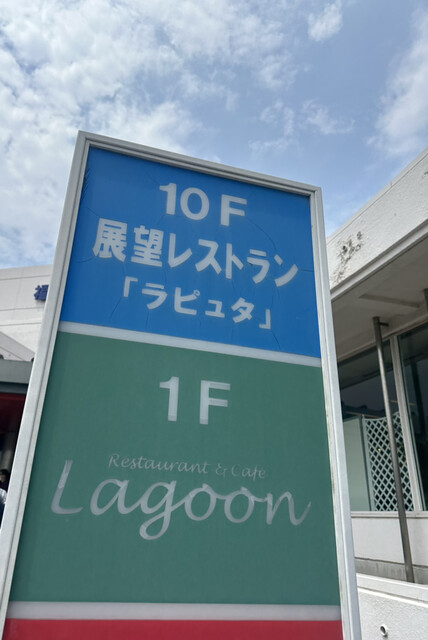 10F
展望レストラン
「ラピュタ」
1F
Restaurant & Cafe
Lagoon